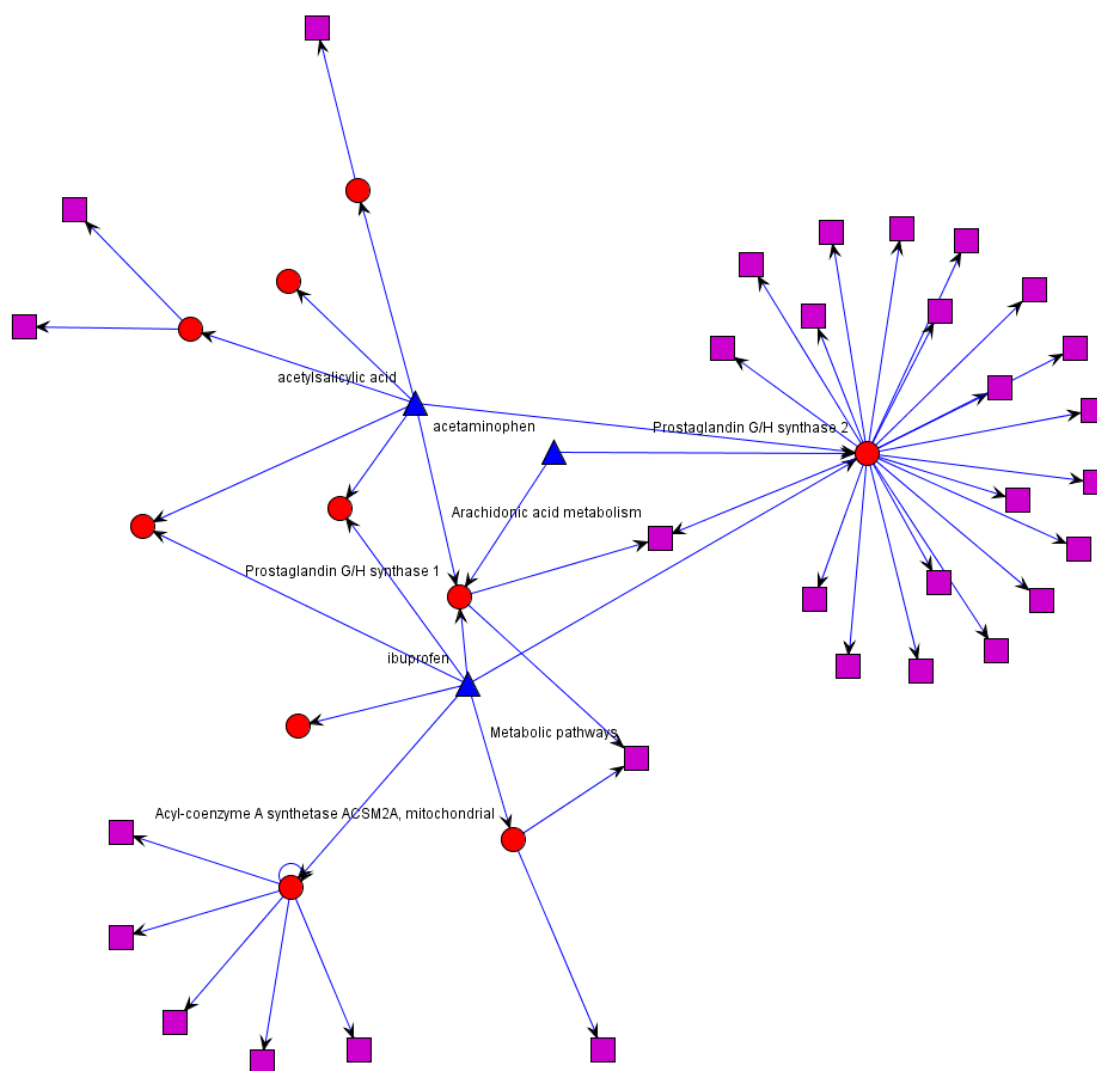 acetylsalicylic acid
acetaminophen
Prostaglandin G/H synthase 2
Arachidonic acid metabolism
Prostaglandin G/H synthase 1
ibuprofen
Metabolic pathways
Acyl-coenzyme A synthetase ACSM2A, mitochondrial